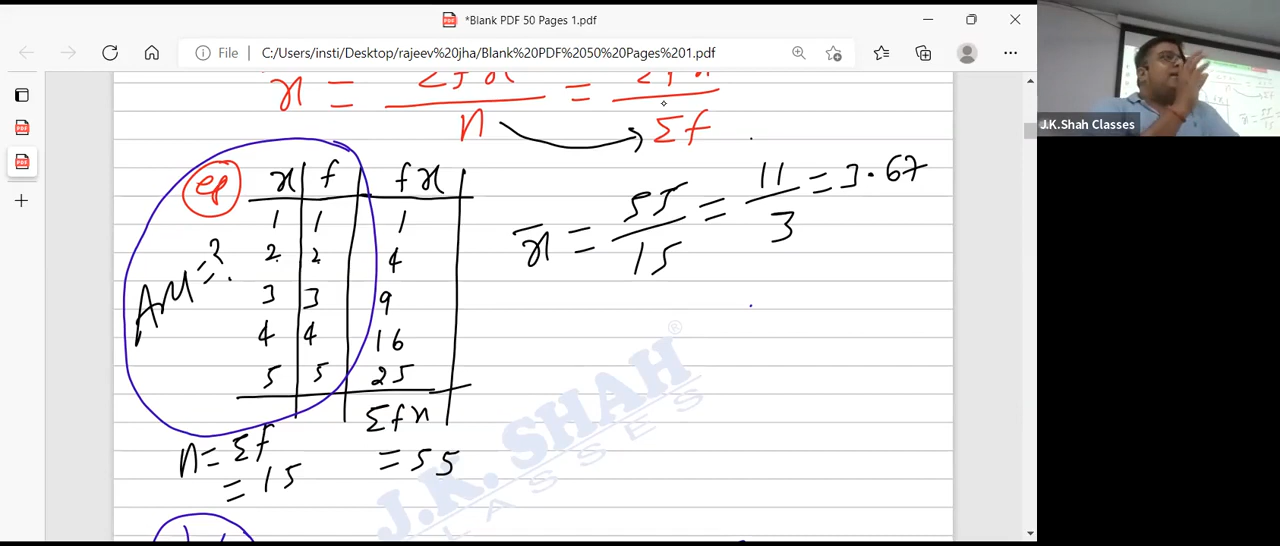 *Blank PDF 50 Pages 1.pdf
File C:/Users/insti/Desktop/rajeev%20jha/Blank%20PDF%2050%20Pages%201.pdf
J.K.Shah Classes
x̄ = Σfx / n = Σfx / Σf
eg x f fx
1 1 1
2 2 4
3 3 9
4 4 16
5 5 25
AM = ?
Σfx
= 55
n = Σf
= 15
x̄ = 55 / 15 = 11 / 3 = 3.67
J.K. SHAH ®
CLASSES